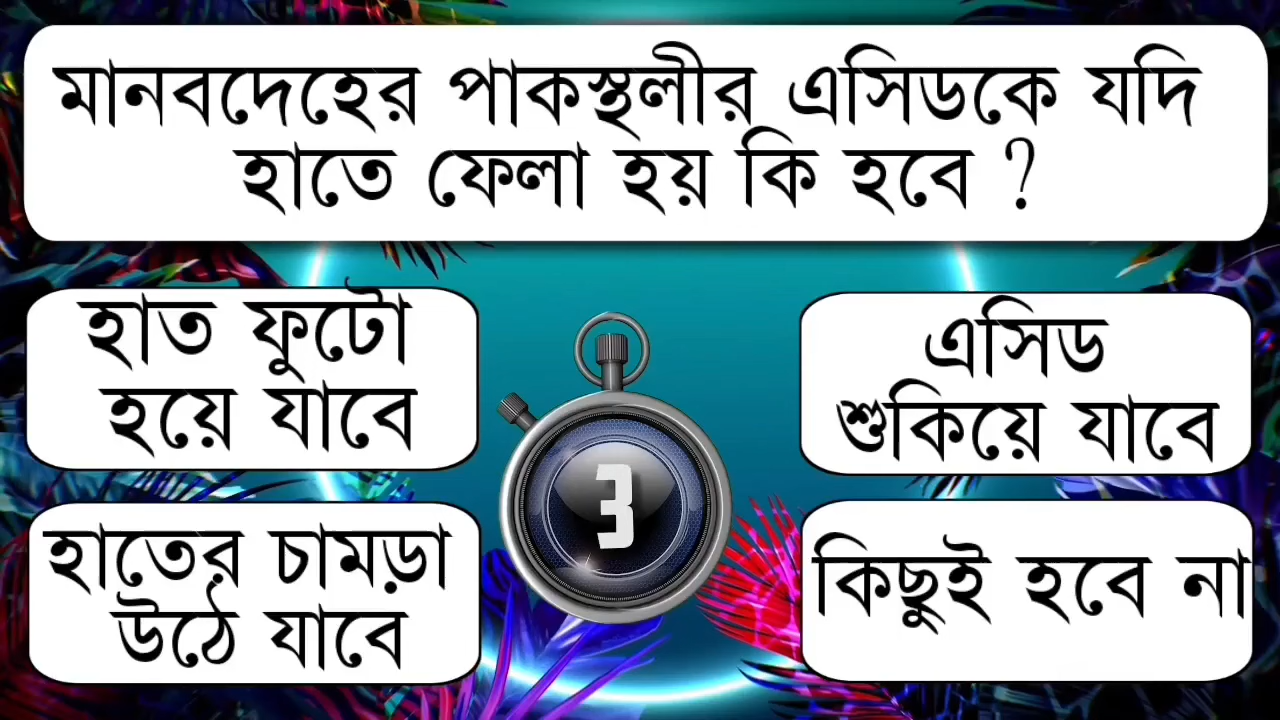 মানবদেহের পাকস্থলীর এসিডকে যদি
হাতে ফেলা হয় কি হবে ?
হাত ফুটো
হয়ে যাবে
এসিড
শুকিয়ে যাবে
3
হাতের চামড়া
উঠে যাবে
কিছুই হবে না